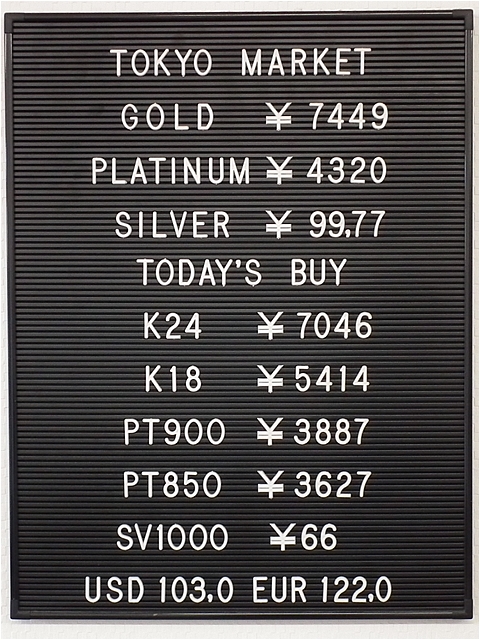 TOKYO MARKET
GOLD ¥ 7449
PLATINUM ¥ 4320
SILVER ¥ 99,77
TODAY'S BUY
K24 ¥ 7046
K18 ¥ 5414
PT900 ¥ 3887
PT850 ¥ 3627
SV1000 ¥66
USD 103,0 EUR 122,0